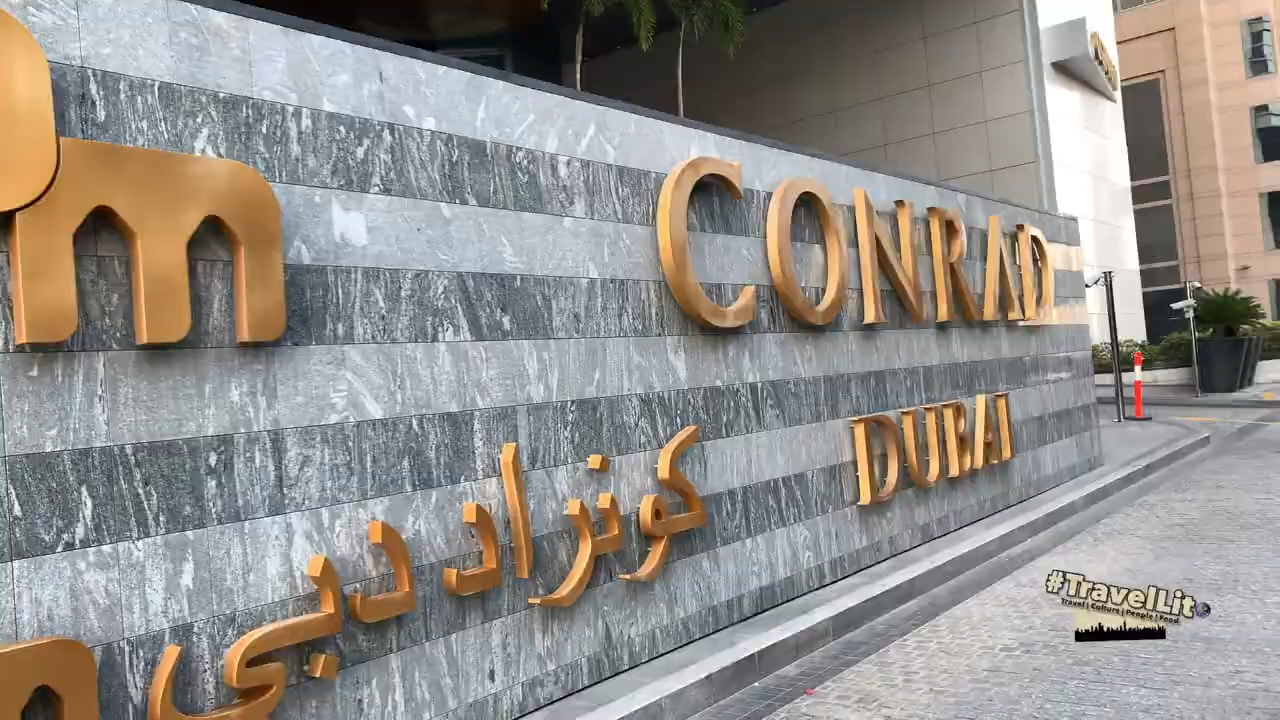 CONRAD
DUBAI
كونراد دبي
#TravelLit
Travel | Culture | People | Food